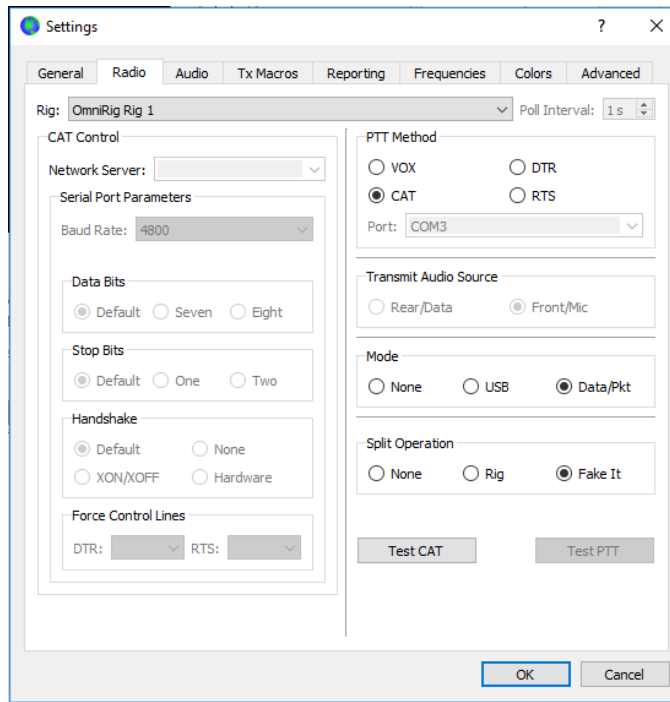 Settings
?
General Radio Audio Tx Macros Reporting Frequencies Colors Advanced
Rig: OmniRig Rig 1 Poll Interval: 1 s
CAT Control
Network Server:
Serial Port Parameters
Baud Rate: 4800
Data Bits
Default Seven Eight
Stop Bits
Default One Two
Handshake
Default None
XON/XOFF Hardware
Force Control Lines
DTR: RTS:
PTT Method
VOX DTR
CAT RTS
Port: COM3
Transmit Audio Source
Rear/Data Front/Mic
Mode
None USB Data/Pkt
Split Operation
None Rig Fake It
Test CAT Test PTT
OK Cancel